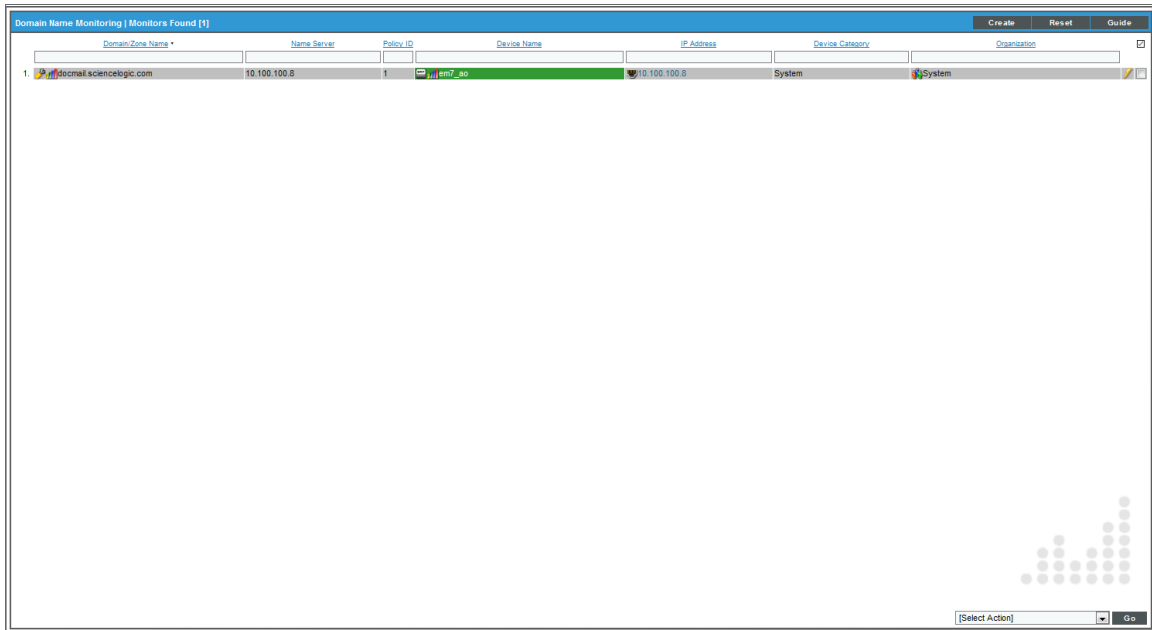 Domain Name Monitoring | Monitors Found [1] Create Reset Guide
Domain/Zone Name Name Server Policy ID Device Name IP Address Device Category Organization
1. docmail.sciencelogic.com 10.100.100.8 1 em7_ao 10.100.100.8 System System
[Select Action] Go